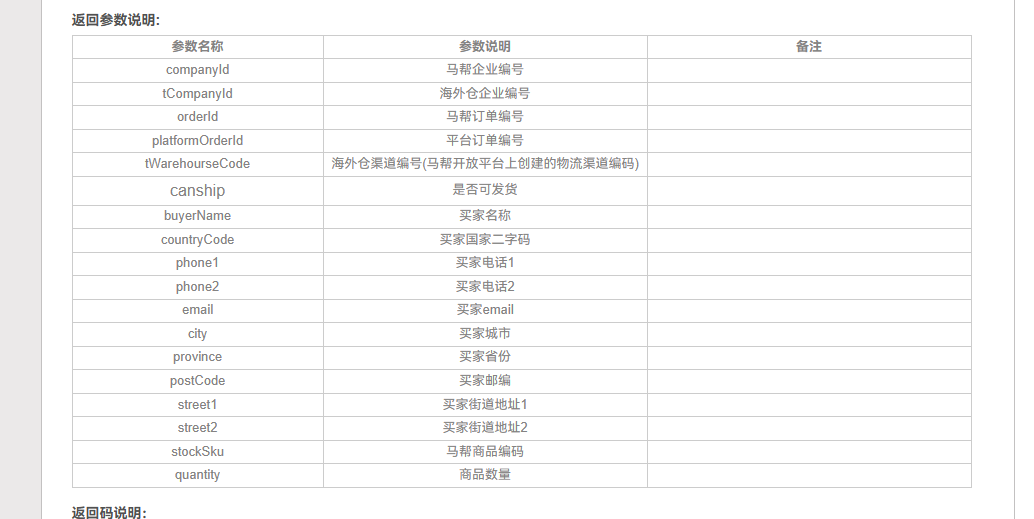 返回参数说明:
参数名称 参数说明 备注
companyId 马帮企业编号
tCompanyId 海外仓企业编号
orderId 马帮订单编号
platformOrderId 平台订单编号
tWarehourseCode 海外仓渠道编号(马帮开放平台上创建的物流渠道编码)
canship 是否可发货
buyerName 买家名称
countryCode 买家国家二字码
phone1 买家电话1
phone2 买家电话2
email 买家email
city 买家城市
province 买家省份
postCode 买家邮编
street1 买家街道地址1
street2 买家街道地址2
stockSku 马帮商品编码
quantity 商品数量
返回码说明: